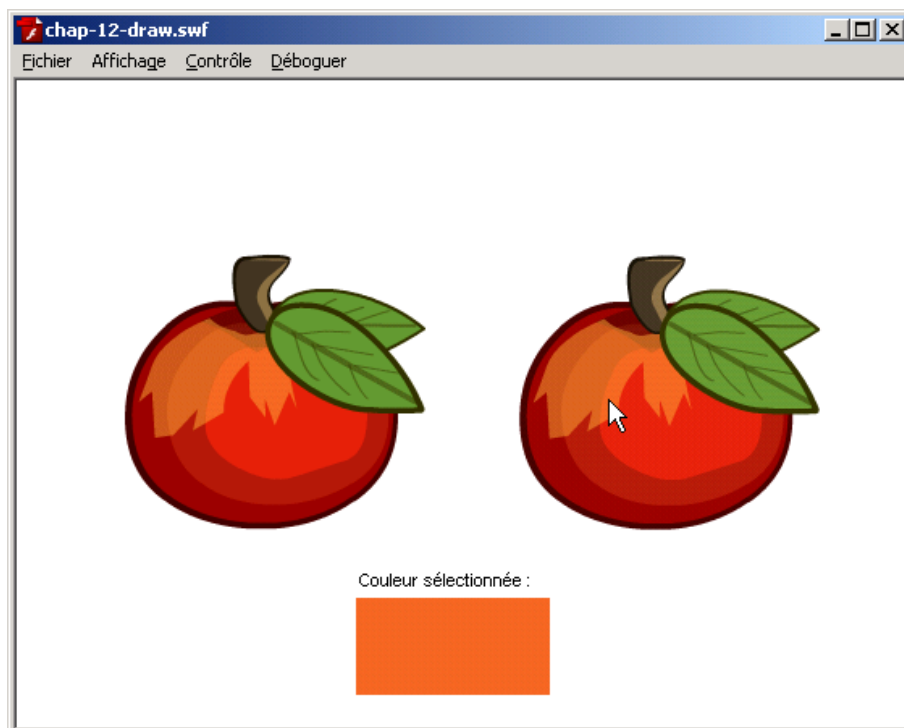 chap-12-draw.swf
Fichier Affichage Contrôle Déboguer
Couleur sélectionnée :